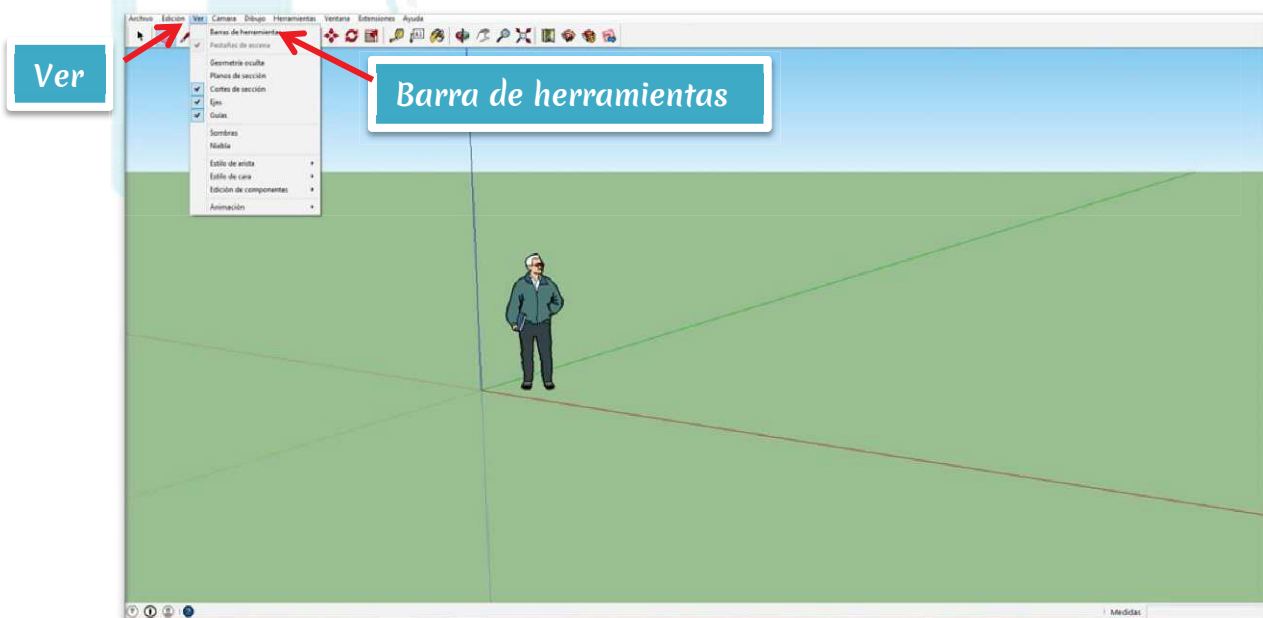 Archivo Edición Ver Cámara Dibujo Herramientas Ventana Extensiones Ayuda
Ver
Barra de herramientas
Barras de herramientas
Pestañas de escena
Geometría oculta
Planos de sección
Cortes de sección
Ejes
Guías
Sombras
Niebla
Estilo de arista
Estilo de cara
Edición de componentes
Animación
Medidas